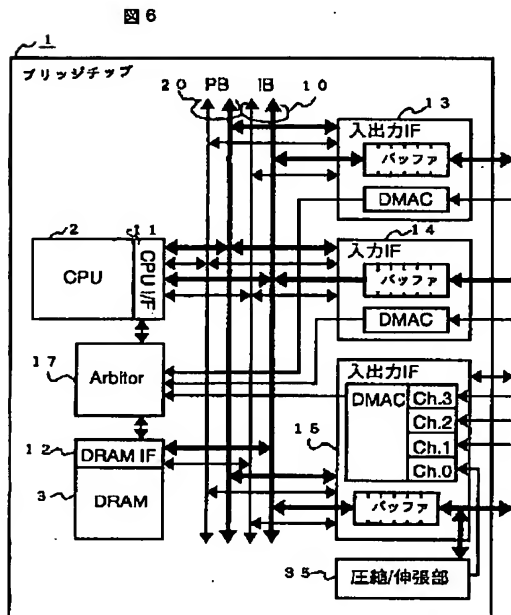 図6
1
ブリッジチップ
20 PB IB 10
13
入出力IF
バッファ
DMAC
2
11
CPU
CPU I/F
14
入力IF
バッファ
DMAC
17
Arbitor
入出力IF
DMAC
Ch.3
Ch.2
Ch.1
Ch.0
15
12
DRAM IF
3
DRAM
バッファ
35
圧縮/伸張部